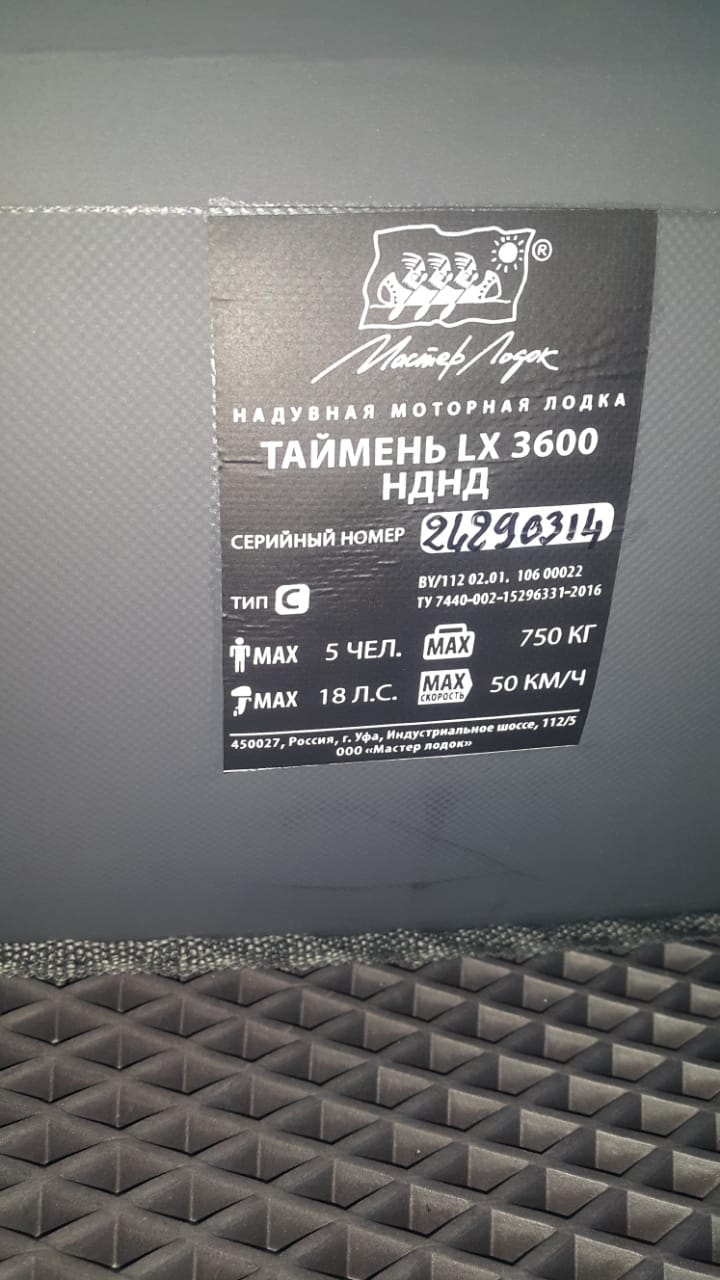 ®
Мастер Лодок
НАДУВНАЯ МОТОРНАЯ ЛОДКА
ТАЙМЕНЬ LX 3600
НДНД
СЕРИЙНЫЙ НОМЕР 24290314
BY/112 02.01. 106 00022
ТУ 7440-002-15296331-2016
ТИП C
MAX 5 ЧЕЛ. MAX 750 КГ
MAX 18 Л.С. MAX СКОРОСТЬ 50 КМ/Ч
450027, Россия, г. Уфа, Индустриальное шоссе, 112/5
ООО «Мастер лодок»